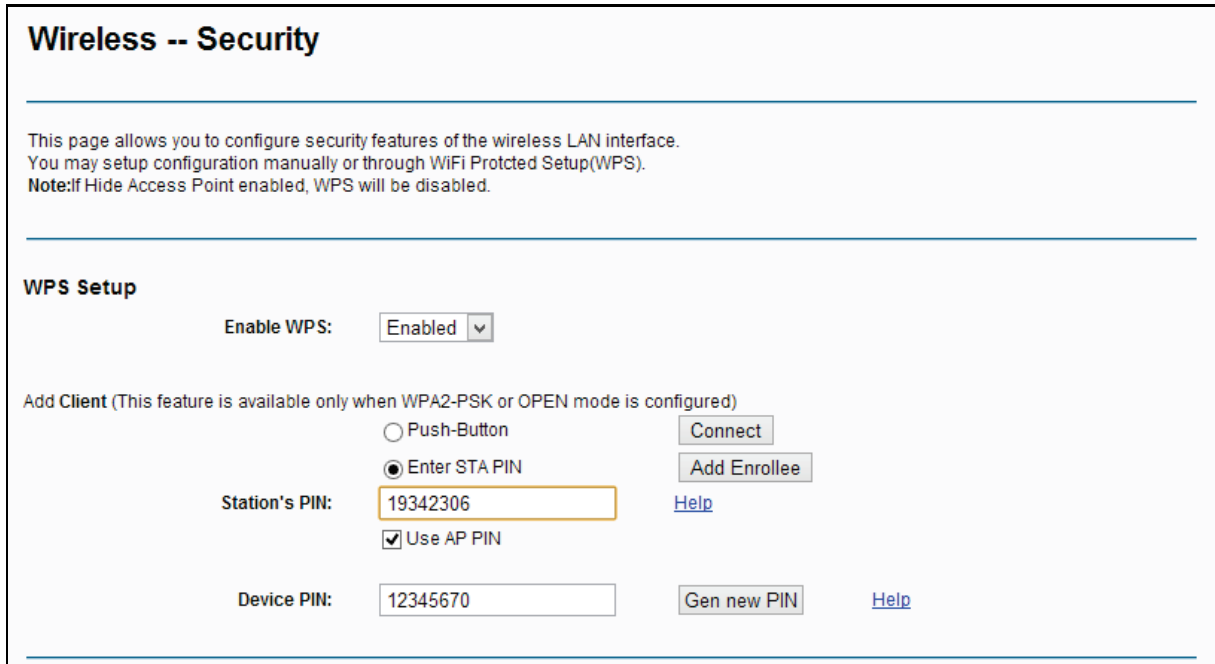 Wireless -- Security
This page allows you to configure security features of the wireless LAN interface.
You may setup configuration manually or through WiFi Protcted Setup(WPS).
Note:If Hide Access Point enabled, WPS will be disabled.
WPS Setup
Enable WPS: Enabled
Add Client (This feature is available only when WPA2-PSK or OPEN mode is configured)
Push-Button Connect
Enter STA PIN Add Enrollee
Station's PIN: 19342306 Help
Use AP PIN
Device PIN: 12345670 Gen new PIN Help